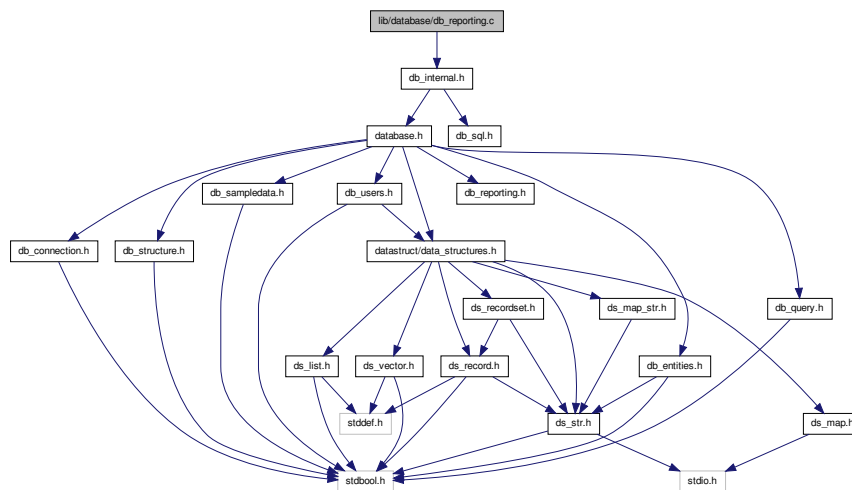 lib/database/db_reporting.c
db_internal.h
database.h
db_sql.h
db_sampledata.h
db_users.h
db_reporting.h
db_connection.h
db_structure.h
datastruct/data_structures.h
ds_recordset.h
ds_map_str.h
db_query.h
ds_list.h
ds_vector.h
ds_record.h
db_entities.h
stddef.h
ds_str.h
ds_map.h
stdbool.h
stdio.h